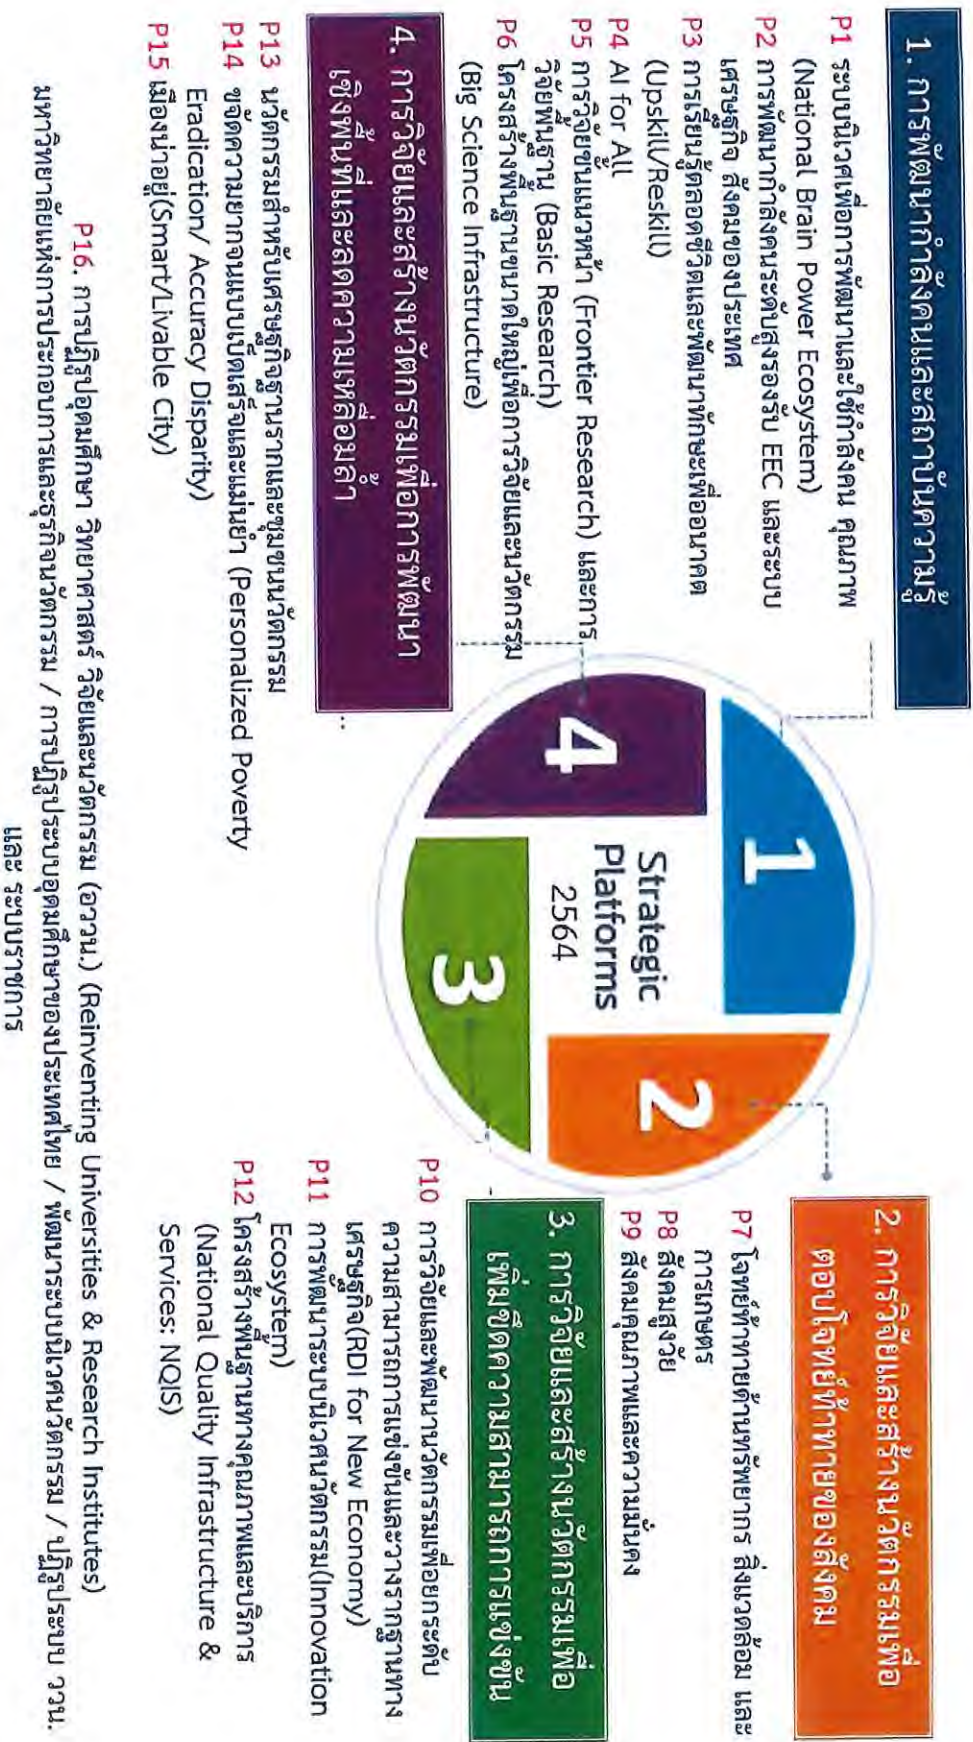 1. การพัฒนากำลังคนและสถาบันความรู้
P1 ระบบนิเวศเพื่อการพัฒนาและใช้กำลังคน คุณภาพ
(National Brain Power Ecosystem)
P2 การพัฒนากำลังคนระดับสูงรองรับ EEC และระบบ
เศรษฐกิจ สังคมของประเทศ
P3 การเรียนรู้ตลอดชีวิตและพัฒนาทักษะเพื่ออนาคต
(Upskill/Reskill)
P4 AI for All
P5 การวิจัยขั้นแนวหน้า (Frontier Research) และการ
วิจัยพื้นฐาน (Basic Research)
P6 โครงสร้างพื้นฐานขนาดใหญ่เพื่อการวิจัยและนวัตกรรม
(Big Science Infrastructure)
2. การวิจัยและสร้างนวัตกรรมเพื่อ
ตอบโจทย์ท้าทายของสังคม
P7 โจทย์ท้าทายด้านทรัพยากร สิ่งแวดล้อม และ
การเกษตร
P8 สังคมสูงวัย
P9 สังคมคุณภาพและความมั่นคง
1
2
Strategic
Platforms
2564
4
3
4. การวิจัยและสร้างนวัตกรรมเพื่อการพัฒนา
เชิงพื้นที่และลดความเหลื่อมล้ำ
P13 นวัตกรรมสำหรับเศรษฐกิจฐานรากและชุมชนนวัตกรรม
P14 ขจัดความยากจนแบบเบ็ดเสร็จและแม่นยำ (Personalized Poverty
Eradication/ Accuracy Disparity)
P15 เมืองน่าอยู่(Smart/Livable City)
3. การวิจัยและสร้างนวัตกรรมเพื่อ
เพิ่มขีดความสามารถการแข่งขัน
P10 การวิจัยและพัฒนานวัตกรรมเพื่อยกระดับ
ความสามารถการแข่งขันและวางรากฐานทาง
เศรษฐกิจ(RDI for New Economy)
P11 การพัฒนาระบบนิเวศนวัตกรรม(Innovation
Ecosystem)
P12 โครงสร้างพื้นฐานทางคุณภาพและบริการ
(National Quality Infrastructure &
Services: NQIS)
P16. การปฏิรูปอุดมศึกษา วิทยาศาสตร์ วิจัยและนวัตกรรม (อววน.) (Reinventing Universities & Research Institutes)
มหาวิทยาลัยแห่งการประกอบการและธุรกิจนวัตกรรม / การปฏิรูประบบอุดมศึกษาของประเทศไทย / พัฒนาระบบนิเวศนวัตกรรม / ปฏิรูประบบ ววน.
และ ระบบราชการ